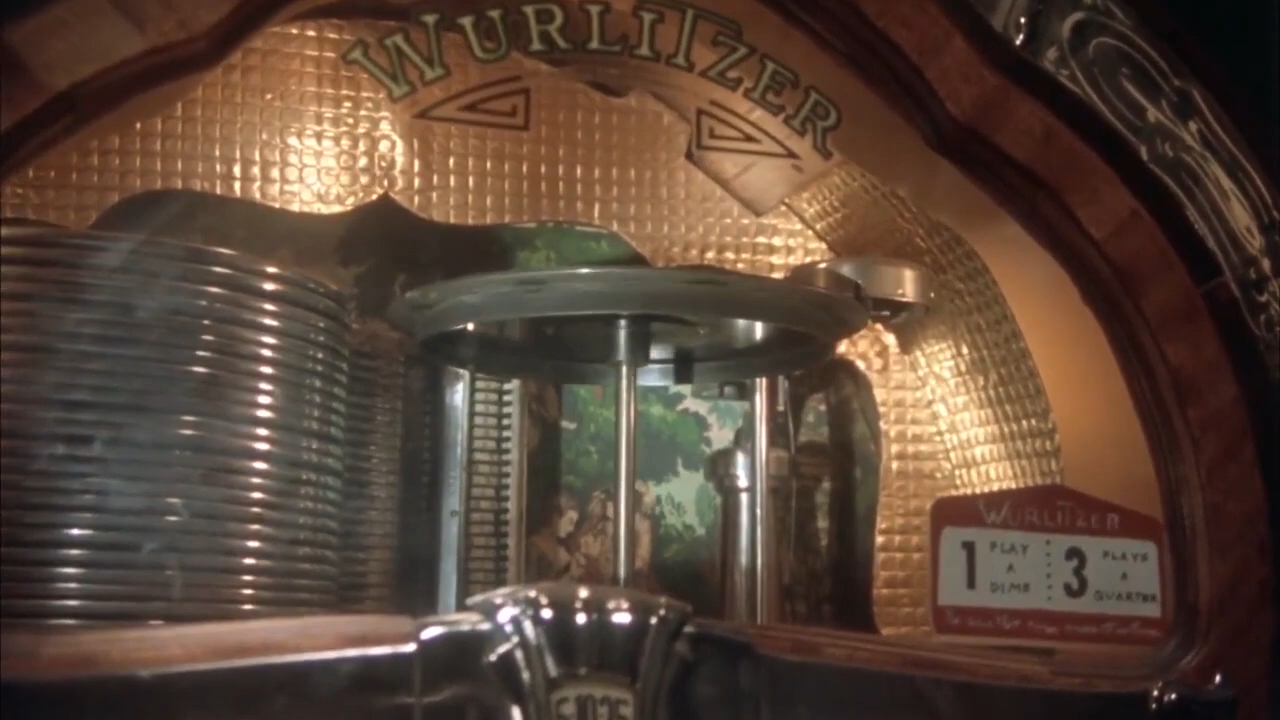 WURLITZER
WURLITZER
1 PLAY A DIME
3 PLAYS A QUARTER